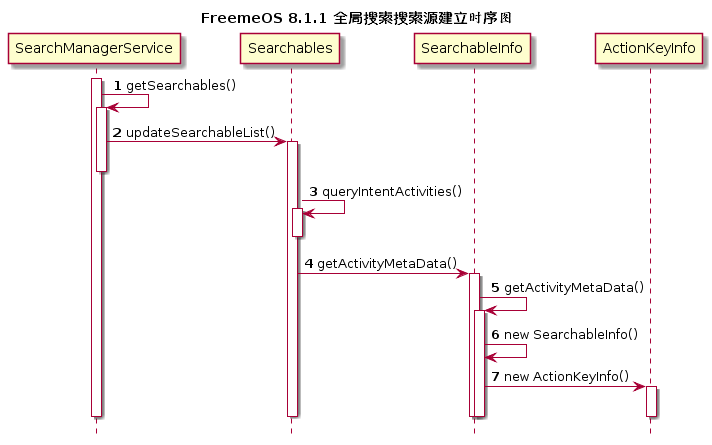 FreemeOS 8.1.1 全局搜索搜索源建立时序图
SearchManagerService
Searchables
SearchableInfo
ActionKeyInfo
1 getSearchables()
2 updateSearchableList()
3 queryIntentActivities()
4 getActivityMetaData()
5 getActivityMetaData()
6 new SearchableInfo()
7 new ActionKeyInfo()